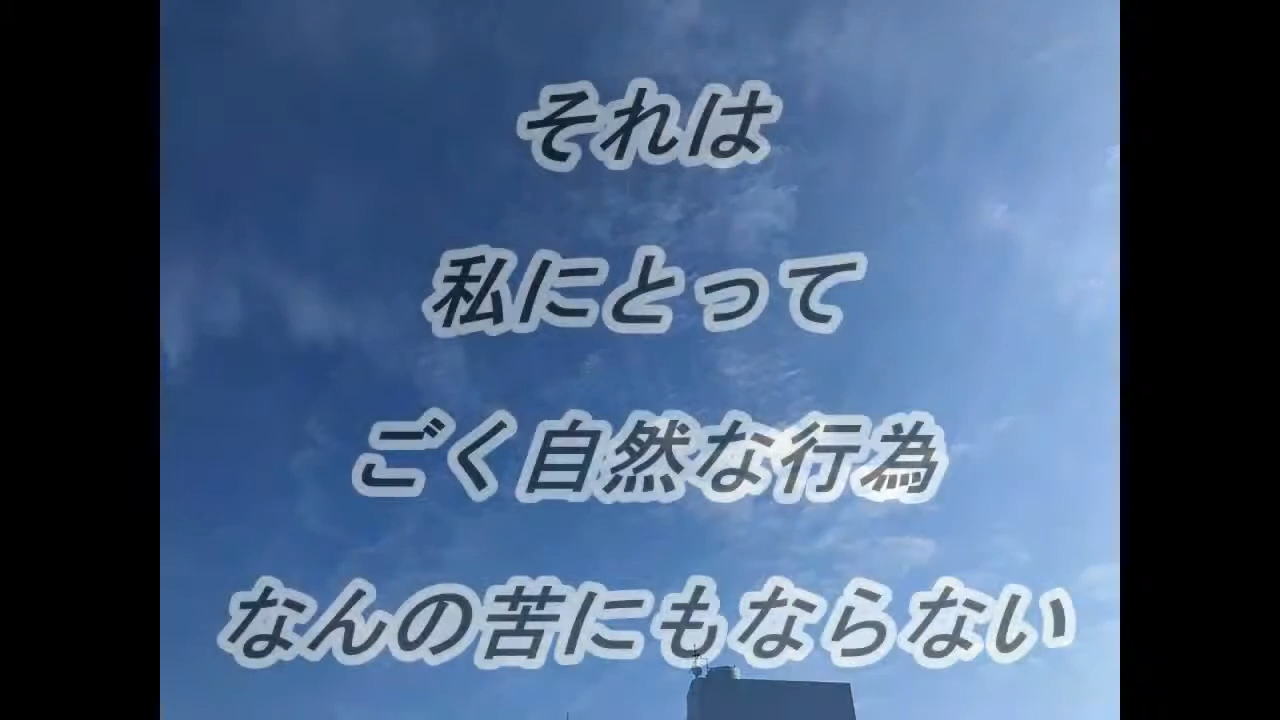 それは
私にとって
ごく自然な行為
なんの苦にもならない